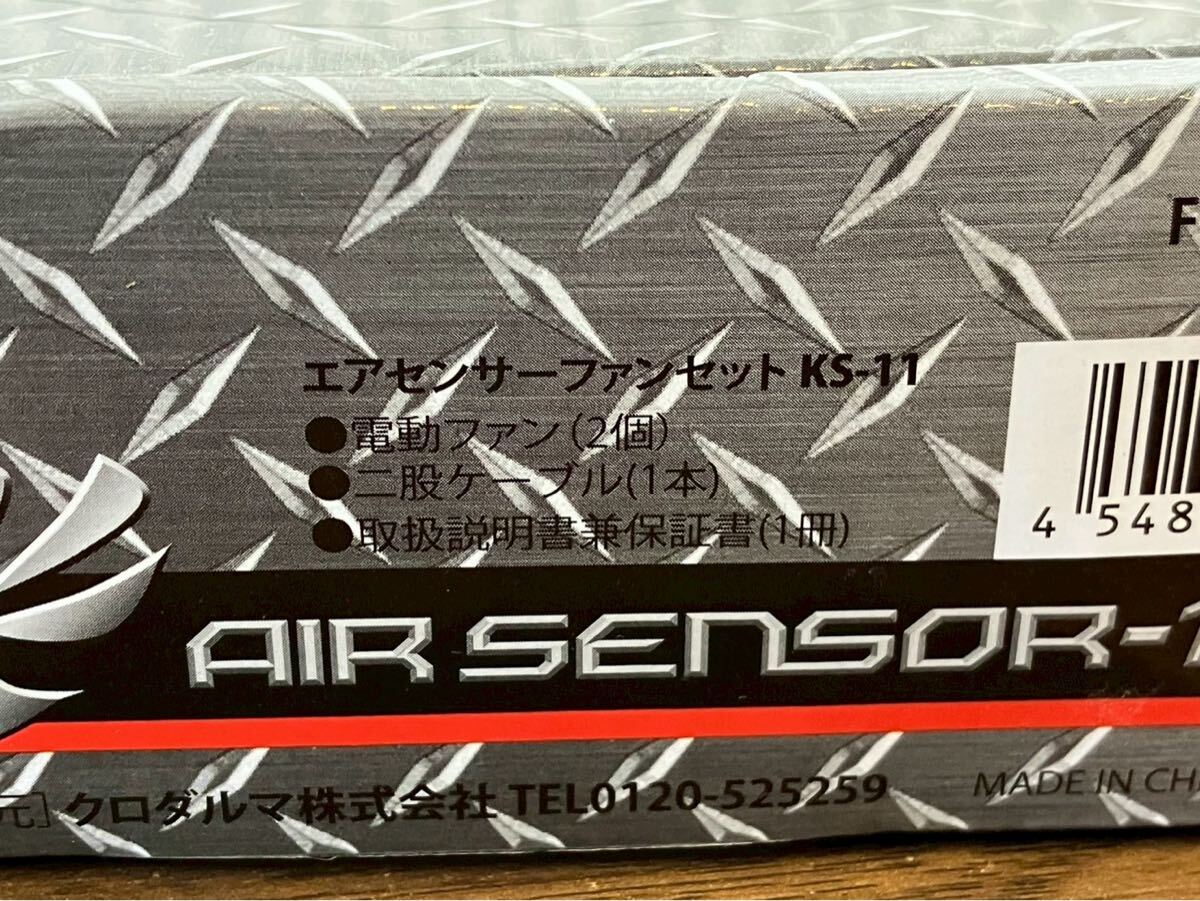 F
エアセンサーファンセット KS-11
●電動ファン(2個)
●二股ケーブル(1本)
●取扱説明書兼保証書(1冊)
4 548
AIR SENSOR-1
元] クロダルマ株式会社 TEL0120-525259
MADE IN CH